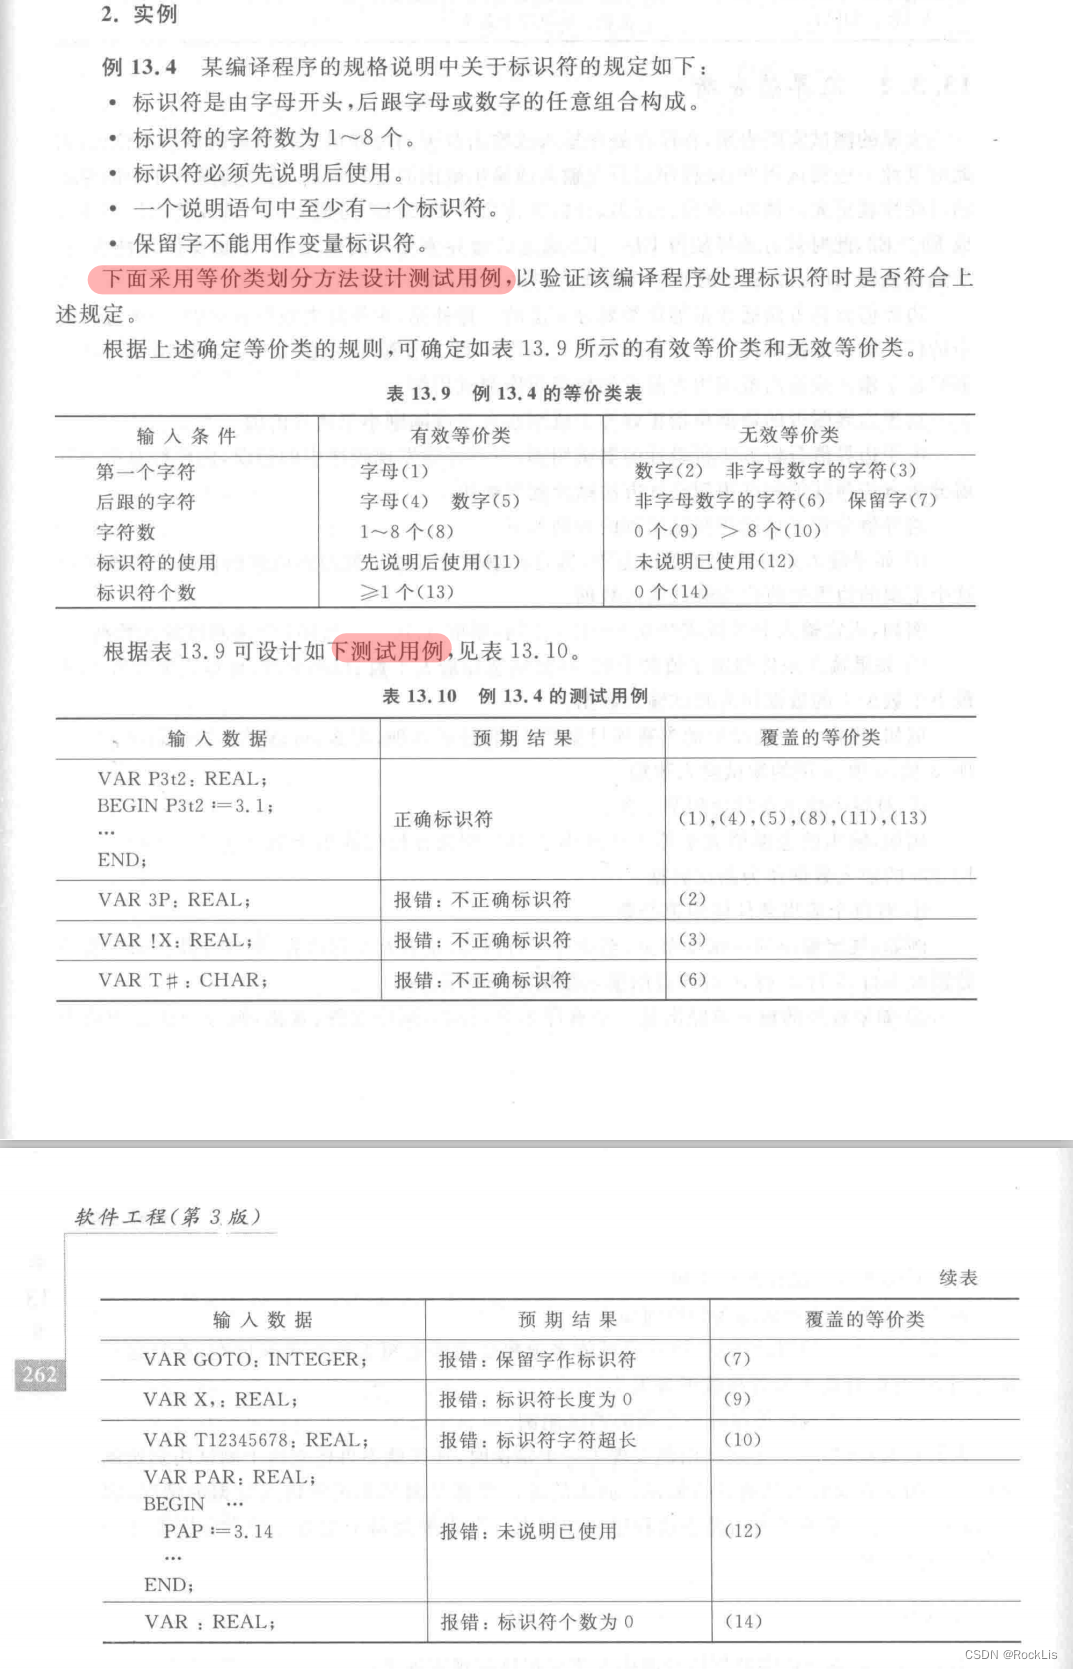 2. 实例
例 13.4 某编译程序的规格说明中关于标识符的规定如下：
• 标识符是由字母开头,后跟字母或数字的任意组合构成。
• 标识符的字符数为 1～8 个。
• 标识符必须先说明后使用。
• 一个说明语句中至少有一个标识符。
• 保留字不能用作变量标识符。
下面采用等价类划分方法设计测试用例,以验证该编译程序处理标识符时是否符合上
述规定。
根据上述确定等价类的规则,可确定如表 13.9 所示的有效等价类和无效等价类。
表 13.9 例 13.4 的等价类表
输入条件 有效等价类 无效等价类
第一个字符 字母(1) 数字(2) 非字母数字的字符(3)
后跟的字符 字母(4) 数字(5) 非字母数字的字符(6) 保留字(7)
字符数 1～8 个(8) 0 个(9) ＞8 个(10)
标识符的使用 先说明后使用(11) 未说明已使用(12)
标识符个数 ≥1 个(13) 0 个(14)
根据表 13.9 可设计如下测试用例,见表 13.10。
表 13.10 例 13.4 的测试用例
输入数据 预期结果 覆盖的等价类
VAR P3t2: REAL;
BEGIN P3t2 := 3.1;
…
END;
正确标识符 (1),(4),(5),(8),(11),(13)
VAR 3P: REAL; 报错：不正确标识符 (2)
VAR !X: REAL; 报错：不正确标识符 (3)
VAR T#: CHAR; 报错：不正确标识符 (6)
软件工程(第 3 版)
262
续表
输入数据 预期结果 覆盖的等价类
VAR GOTO: INTEGER; 报错：保留字作标识符 (7)
VAR X,: REAL; 报错：标识符长度为 0 (9)
VAR T12345678: REAL; 报错：标识符字符超长 (10)
VAR PAR: REAL;
BEGIN …
PAP := 3.14
…
END;
报错：未说明已使用 (12)
VAR : REAL; 报错：标识符个数为 0 (14)
CSDN @RockLis